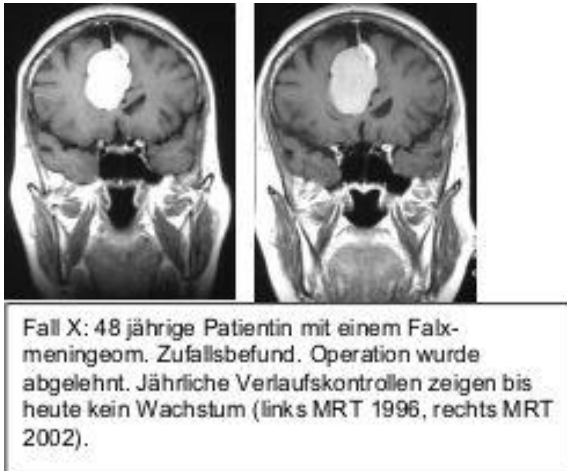 Fall X: 48 jährige Patientin mit einem Falx-
meningeom. Zufallsbefund. Operation wurde
abgelehnt. Jährliche Verlaufskontrollen zeigen bis
heute kein Wachstum (links MRT 1996, rechts MRT
2002).